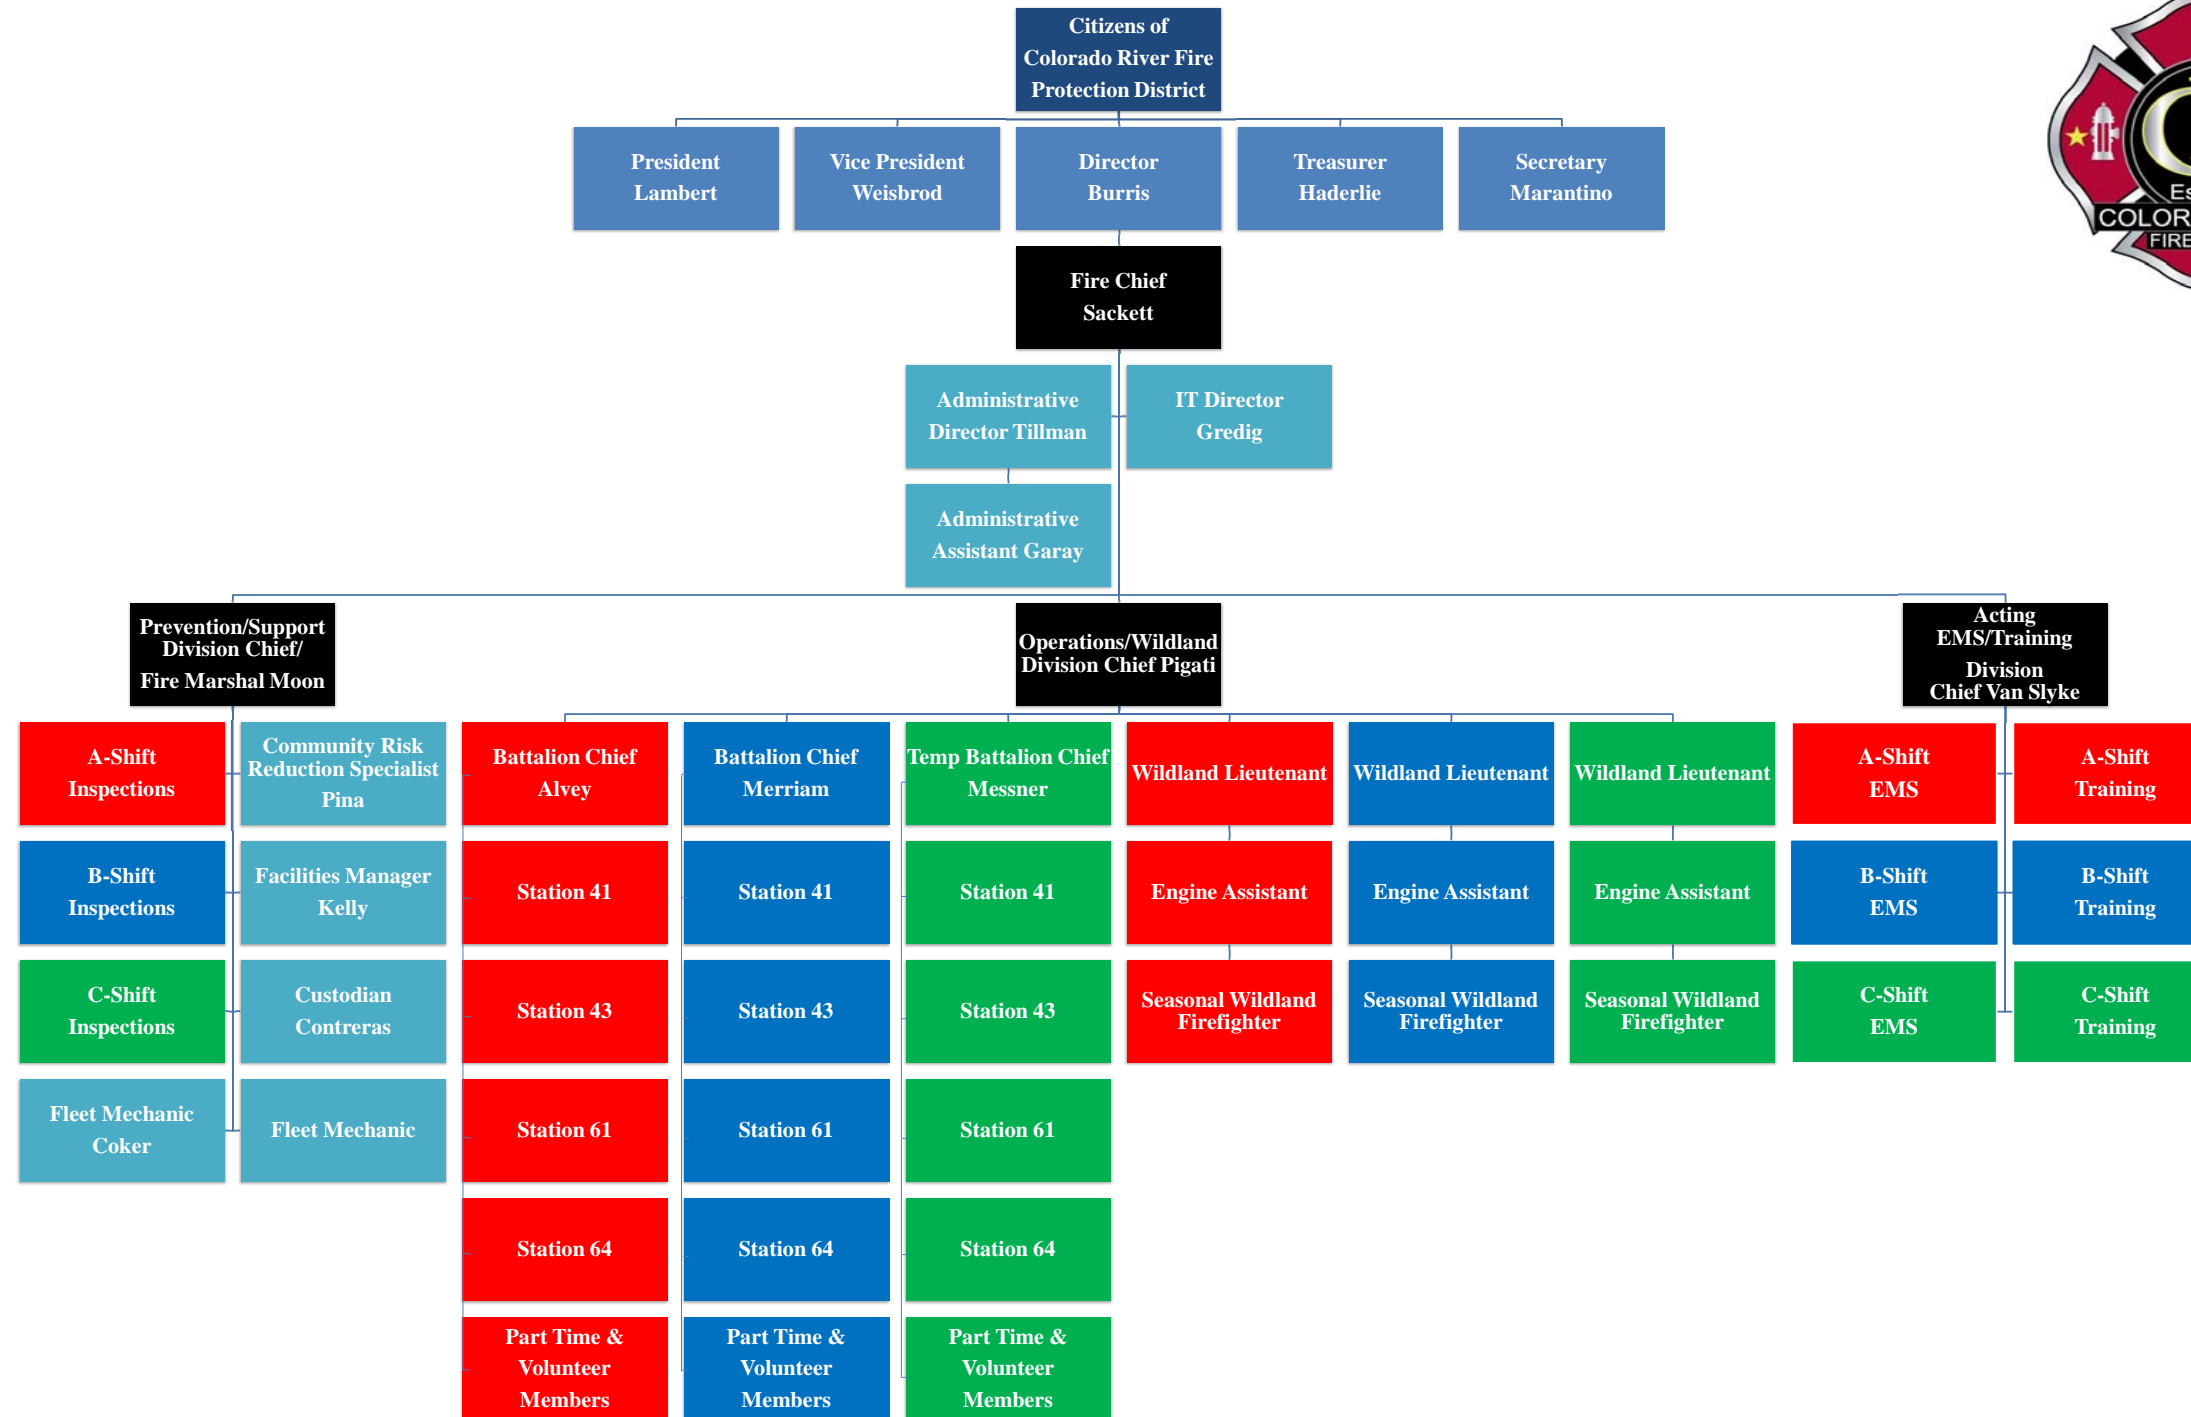 Citizens of
Colorado River Fire
Protection District
President
Lambert
Vice President
Weisbrod
Director
Burris
Treasurer
Haderlie
Secretary
Marantino
Fire Chief
Sackett
Administrative
Director Tillman
IT Director
Gredig
Administrative
Assistant Garay
Prevention/Support
Division Chief/
Fire Marshal Moon
Operations/Wildland
Division Chief Pigati
Acting
EMS/Training
Division
Chief Van Slyke
A-Shift
Inspections
Community Risk
Reduction Specialist
Pina
B-Shift
Inspections
Facilities Manager
Kelly
C-Shift
Inspections
Custodian
Contreras
Fleet Mechanic
Coker
Fleet Mechanic
Battalion Chief
Alvey
Station 41
Station 43
Station 61
Station 64
Part Time &
Volunteer
Members
Battalion Chief
Merriam
Station 41
Station 43
Station 61
Station 64
Part Time &
Volunteer
Members
Temp Battalion Chief
Messner
Station 41
Station 43
Station 61
Station 64
Part Time &
Volunteer
Members
Wildland Lieutenant
Engine Assistant
Seasonal Wildland
Firefighter
Wildland Lieutenant
Engine Assistant
Seasonal Wildland
Firefighter
Wildland Lieutenant
Engine Assistant
Seasonal Wildland
Firefighter
A-Shift
EMS
A-Shift
Training
B-Shift
EMS
B-Shift
Training
C-Shift
EMS
C-Shift
Training
FIRE